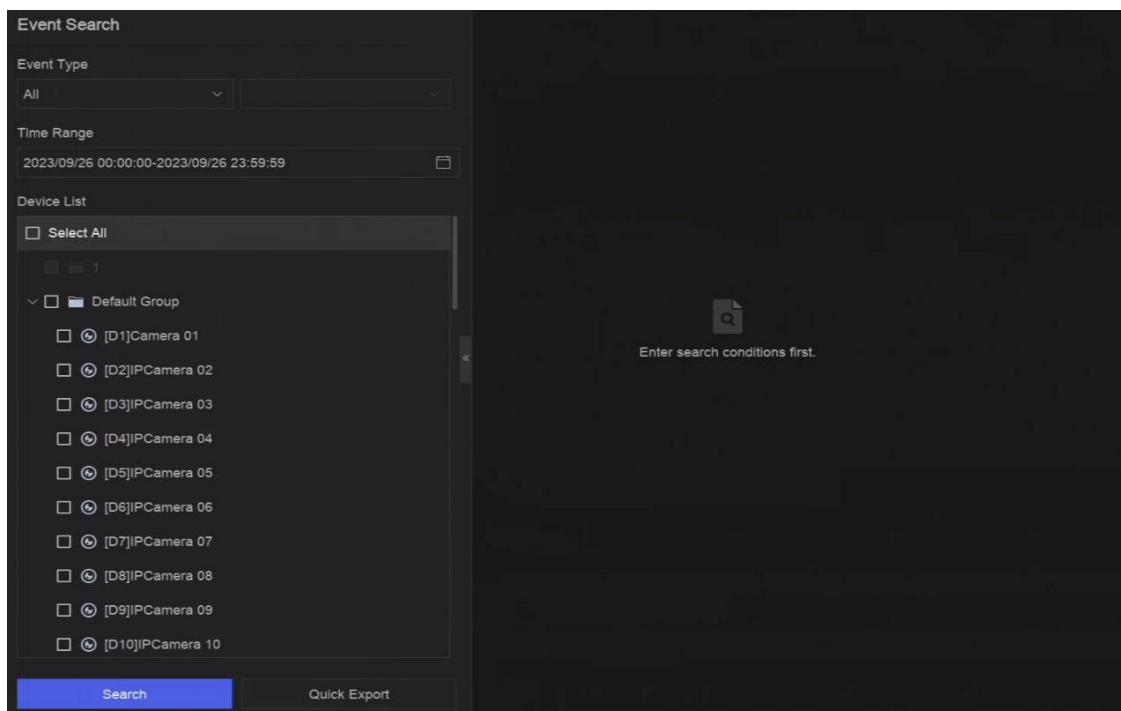 Event Search
Event Type
All
Time Range
2023/09/26 00:00:00-2023/09/26 23:59:59
Device List
Select All
1
Default Group
[D1]Camera 01
[D2]IPCamera 02
[D3]IPCamera 03
[D4]IPCamera 04
[D5]IPCamera 05
[D6]IPCamera 06
[D7]IPCamera 07
[D8]IPCamera 08
[D9]IPCamera 09
[D10]IPCamera 10
Search Quick Export
Enter search conditions first.